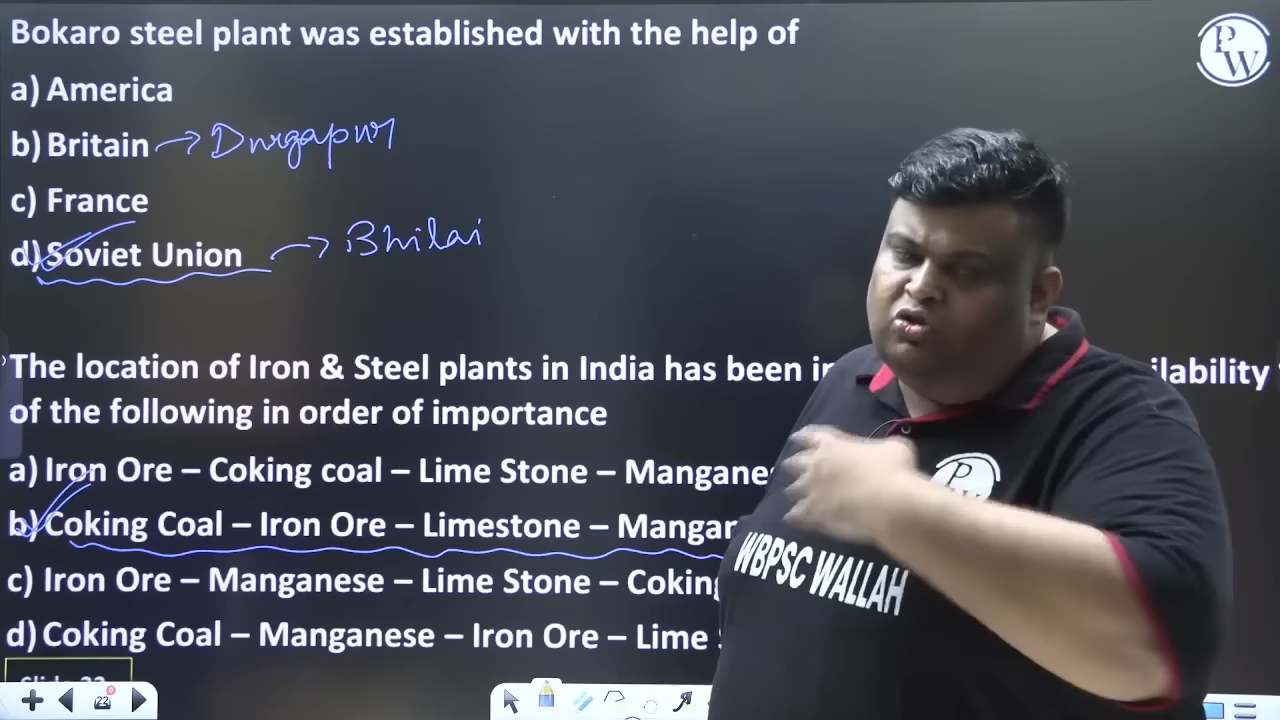 Bokaro steel plant was established with the help of
PW
a) America
b) Britain → Durgapur
c) France
d) Soviet Union → Bhilai
The location of Iron & Steel plants in India has been in ilability
of the following in order of importance
a) Iron Ore – Coking coal – Lime Stone – Manganes
b) Coking Coal – Iron Ore – Limestone – Mangan
c) Iron Ore – Manganese – Lime Stone – Coking
d) Coking Coal – Manganese – Iron Ore – Lime
WBPSC WALLAH
22